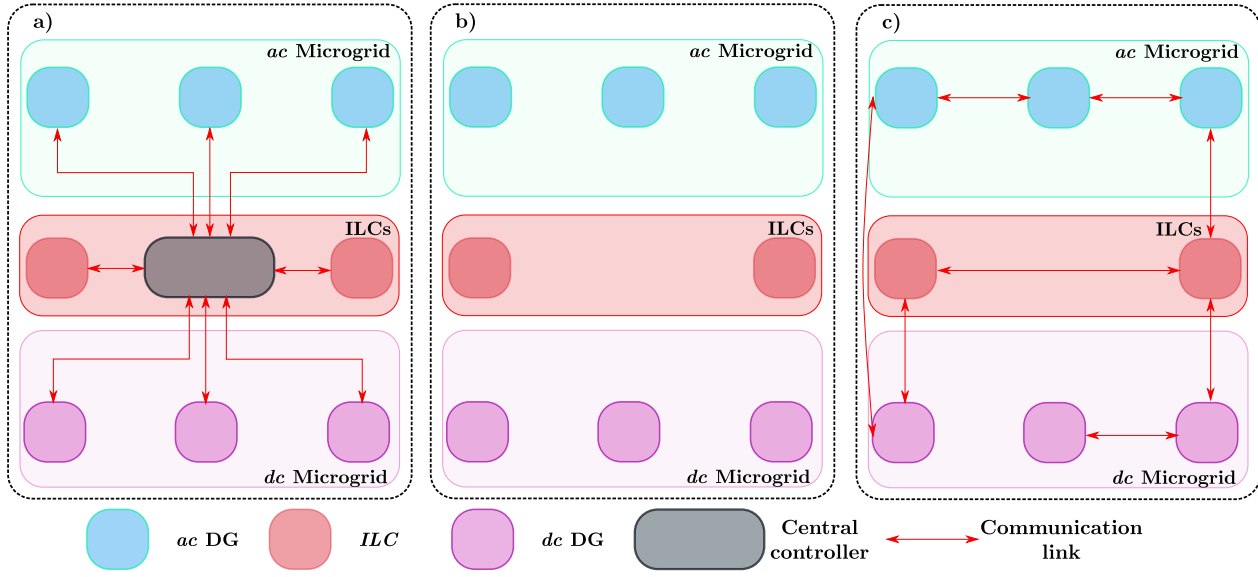 a)
ac Microgrid
ILCs
dc Microgrid
b)
ac Microgrid
ILCs
dc Microgrid
c)
ac Microgrid
ILCs
dc Microgrid
ac DG
ILC
dc DG
Central
controller
Communication
link